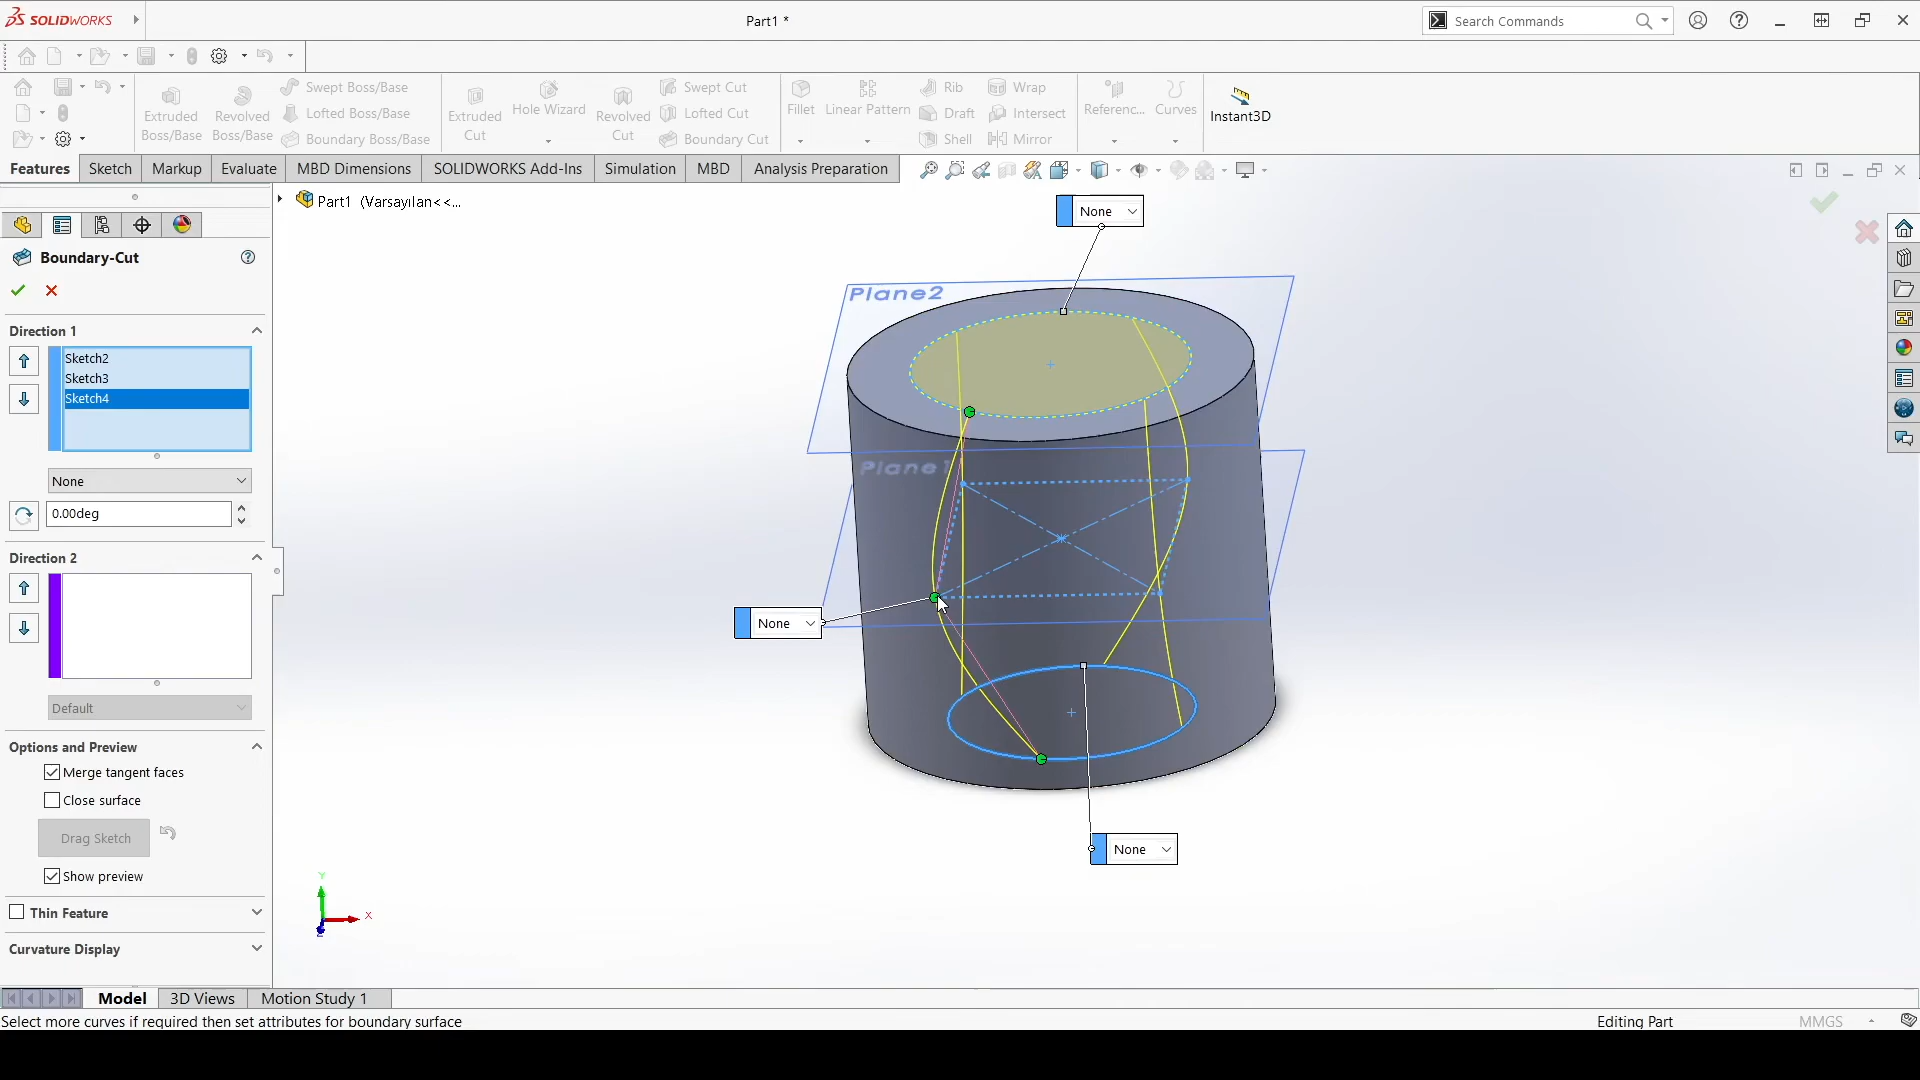 SOLIDWORKS
Part1 *
Search Commands
Extruded Boss/Base
Revolved Boss/Base
Swept Boss/Base
Lofted Boss/Base
Boundary Boss/Base
Extruded Cut
Hole Wizard
Revolved Cut
Swept Cut
Lofted Cut
Boundary Cut
Fillet
Linear Pattern
Rib
Draft
Shell
Wrap
Intersect
Mirror
Referenc...
Curves
Instant3D
Features
Sketch
Markup
Evaluate
MBD Dimensions
SOLIDWORKS Add-Ins
Simulation
MBD
Analysis Preparation
Part1 (Varsayılan<<...
Boundary-Cut
Direction 1
Sketch2
Sketch3
Sketch4
None
0.00deg
Direction 2
Default
Options and Preview
Merge tangent faces
Close surface
Drag Sketch
Show preview
Thin Feature
Curvature Display
None
Plane2
Plane1
None
None
Y
X
Z
Model
3D Views
Motion Study 1
Select more curves if required then set attributes for boundary surface
Editing Part
MMGS